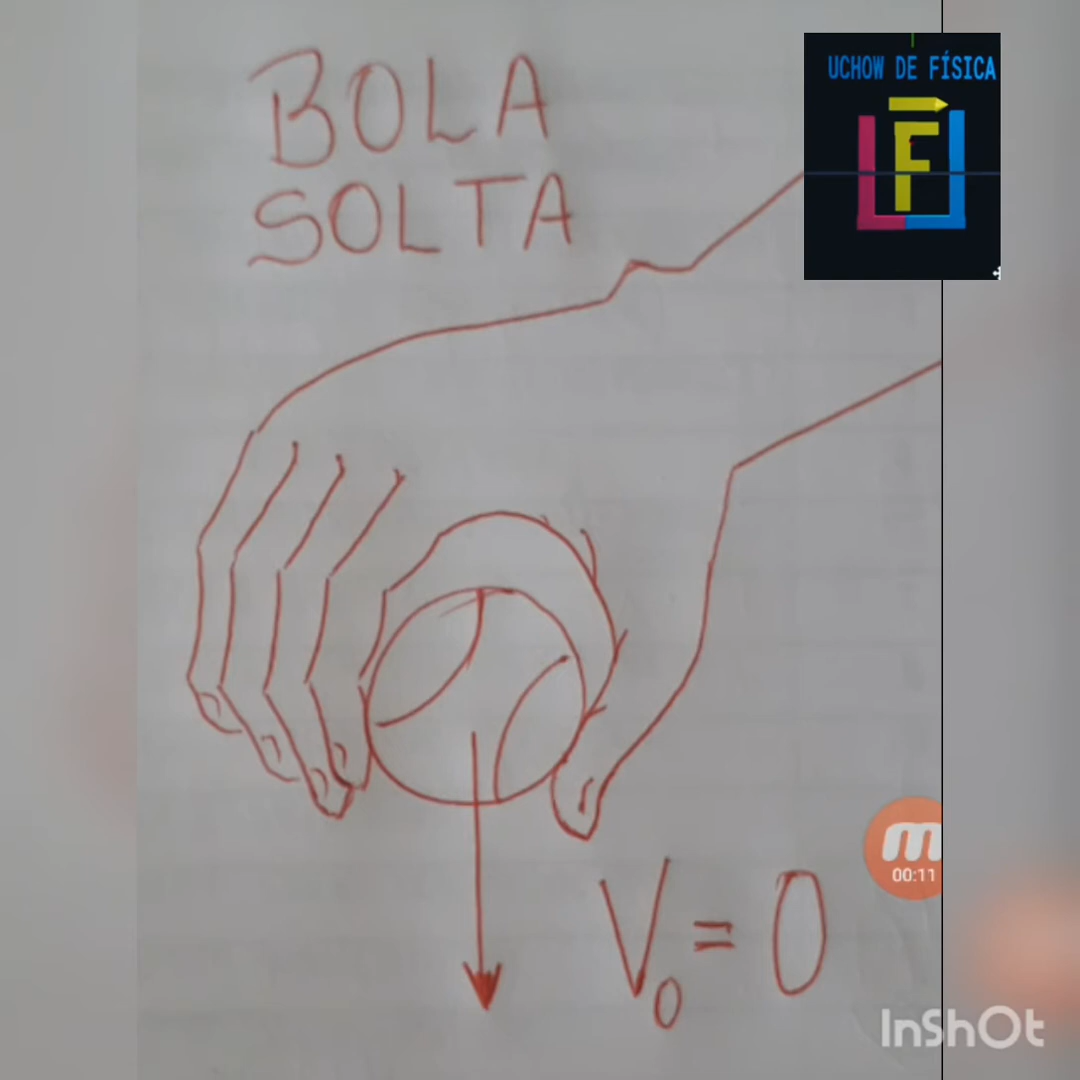 BOLA
SOLTA
UCHOW DE FÍSICA
F
00:11
V₀ = 0
InShOt